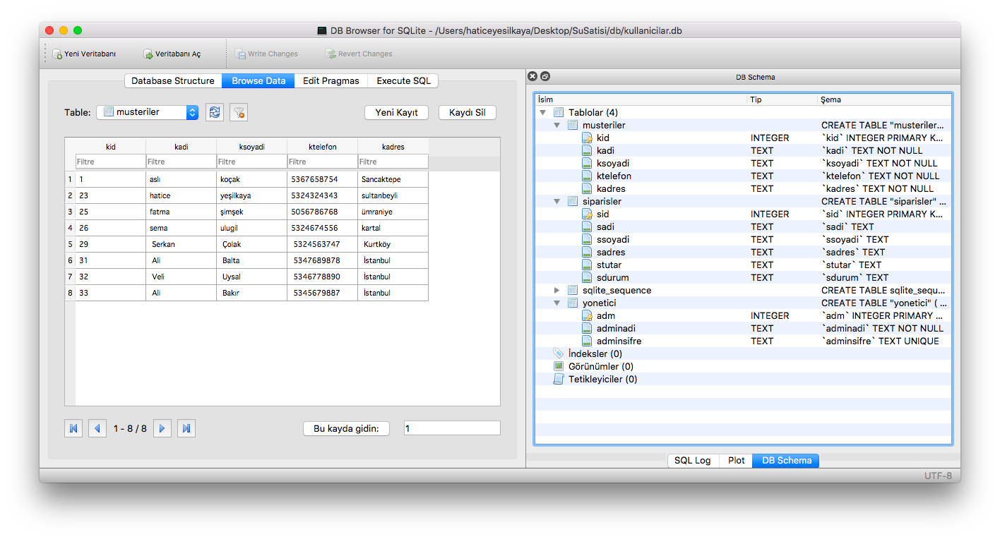 DB Browser for SQLite - /Users/haticeyesilkaya/Desktop/SuSatisi/db/kullanicilar.db
Yeni Veritabanı Veritabanı Aç Write Changes Revert Changes
Database Structure Browse Data Edit Pragmas Execute SQL
Table: musteriler Yeni Kayıt Kaydı Sil
kid kadi ksoyadi ktelefon kadres
Filtre Filtre Filtre Filtre Filtre
1 1 aslı koçak 5367658754 Sancaktepe
2 23 hatice yeşilkaya 5324324343 sultanbeyli
3 25 fatma şimşek 5056786768 ümraniye
4 26 sema ulugil 5324674556 kartal
5 29 Serkan Çolak 5324563747 Kurtköy
6 31 Ali Balta 5347689878 İstanbul
7 32 Veli Uysal 5346778890 İstanbul
8 33 Ali Bakır 5345679887 İstanbul
1 - 8 / 8 Bu kayda gidin: 1
DB Schema
İsim Tip Şema
Tablolar (4)
musteriler CREATE TABLE "musteriler...
kid INTEGER `kid` INTEGER PRIMARY K...
kadi TEXT `kadi` TEXT NOT NULL
ksoyadi TEXT `ksoyadi` TEXT NOT NULL
ktelefon TEXT `ktelefon` TEXT NOT NULL
kadres TEXT `kadres` TEXT NOT NULL
siparisler CREATE TABLE "siparisler" ...
sid INTEGER `sid` INTEGER PRIMARY K...
sadi TEXT `sadi` TEXT
ssoyadi TEXT `ssoyadi` TEXT
sadres TEXT `sadres` TEXT
stutar TEXT `stutar` TEXT
sdurum TEXT `sdurum` TEXT
sqlite_sequence CREATE TABLE sqlite_sequ...
yonetici CREATE TABLE "yonetici" ( ...
adm INTEGER `adm` INTEGER PRIMARY ...
adminadi TEXT `adminadi` TEXT NOT NULL
adminsifre TEXT `adminsifre` TEXT UNIQUE
İndeksler (0)
Görünümler (0)
Tetikleyiciler (0)
SQL Log Plot DB Schema
UTF-8